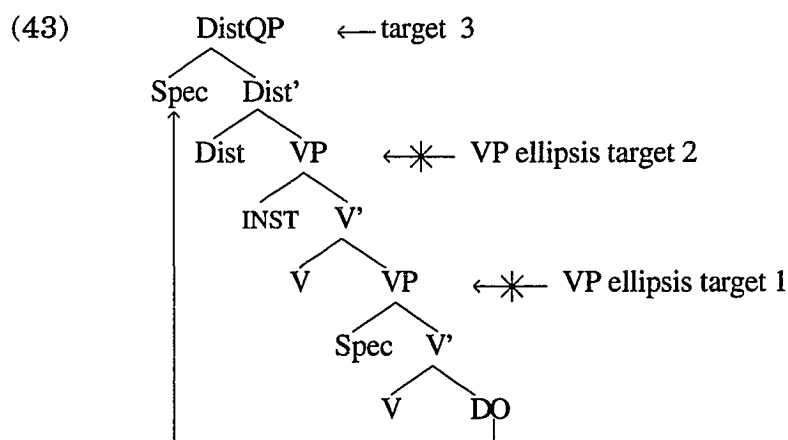 (43) DistQP ← target 3
Spec Dist'
Dist VP ←*— VP ellipsis target 2
INST V'
V VP ←*— VP ellipsis target 1
Spec V'
V DO